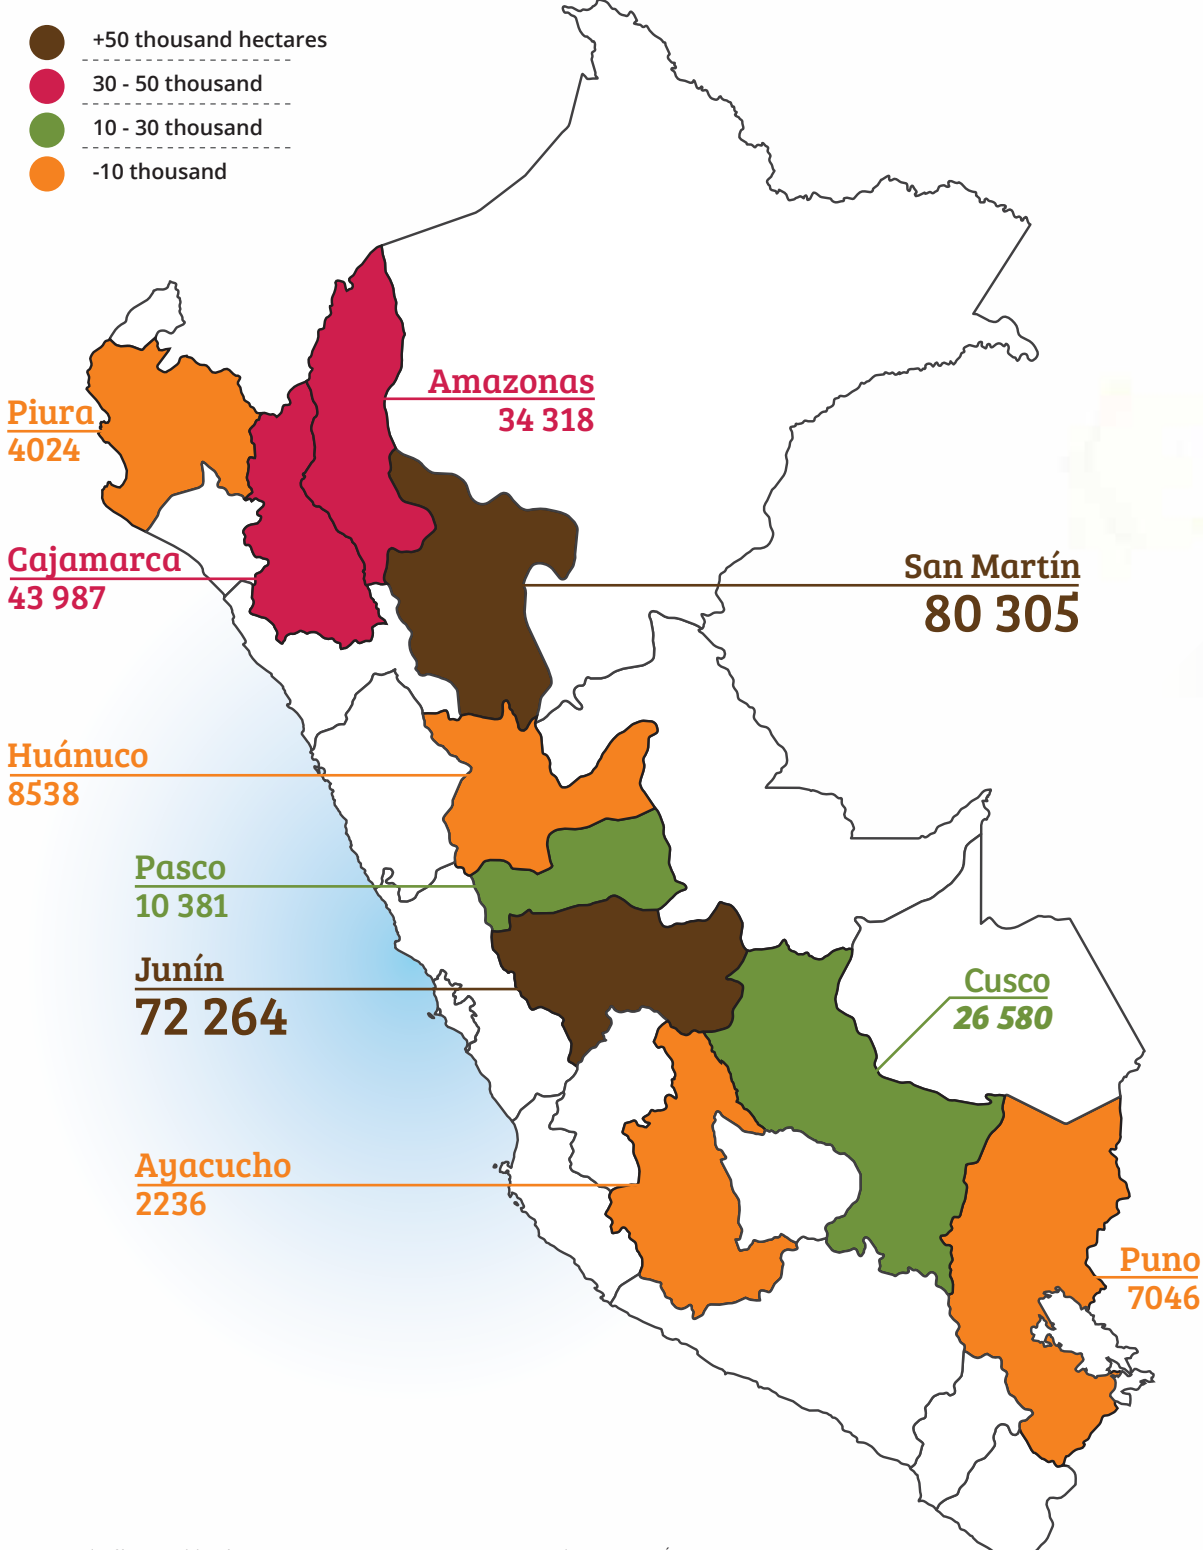 +50 thousand hectares
30 - 50 thousand
10 - 30 thousand
-10 thousand
Amazonas
34 318
Piura
4024
Cajamarca
43 987
San Martín
80 305
Huánuco
8538
Pasco
10 381
Junín
72 264
Cusco
26 580
Ayacucho
2236
Puno
7046